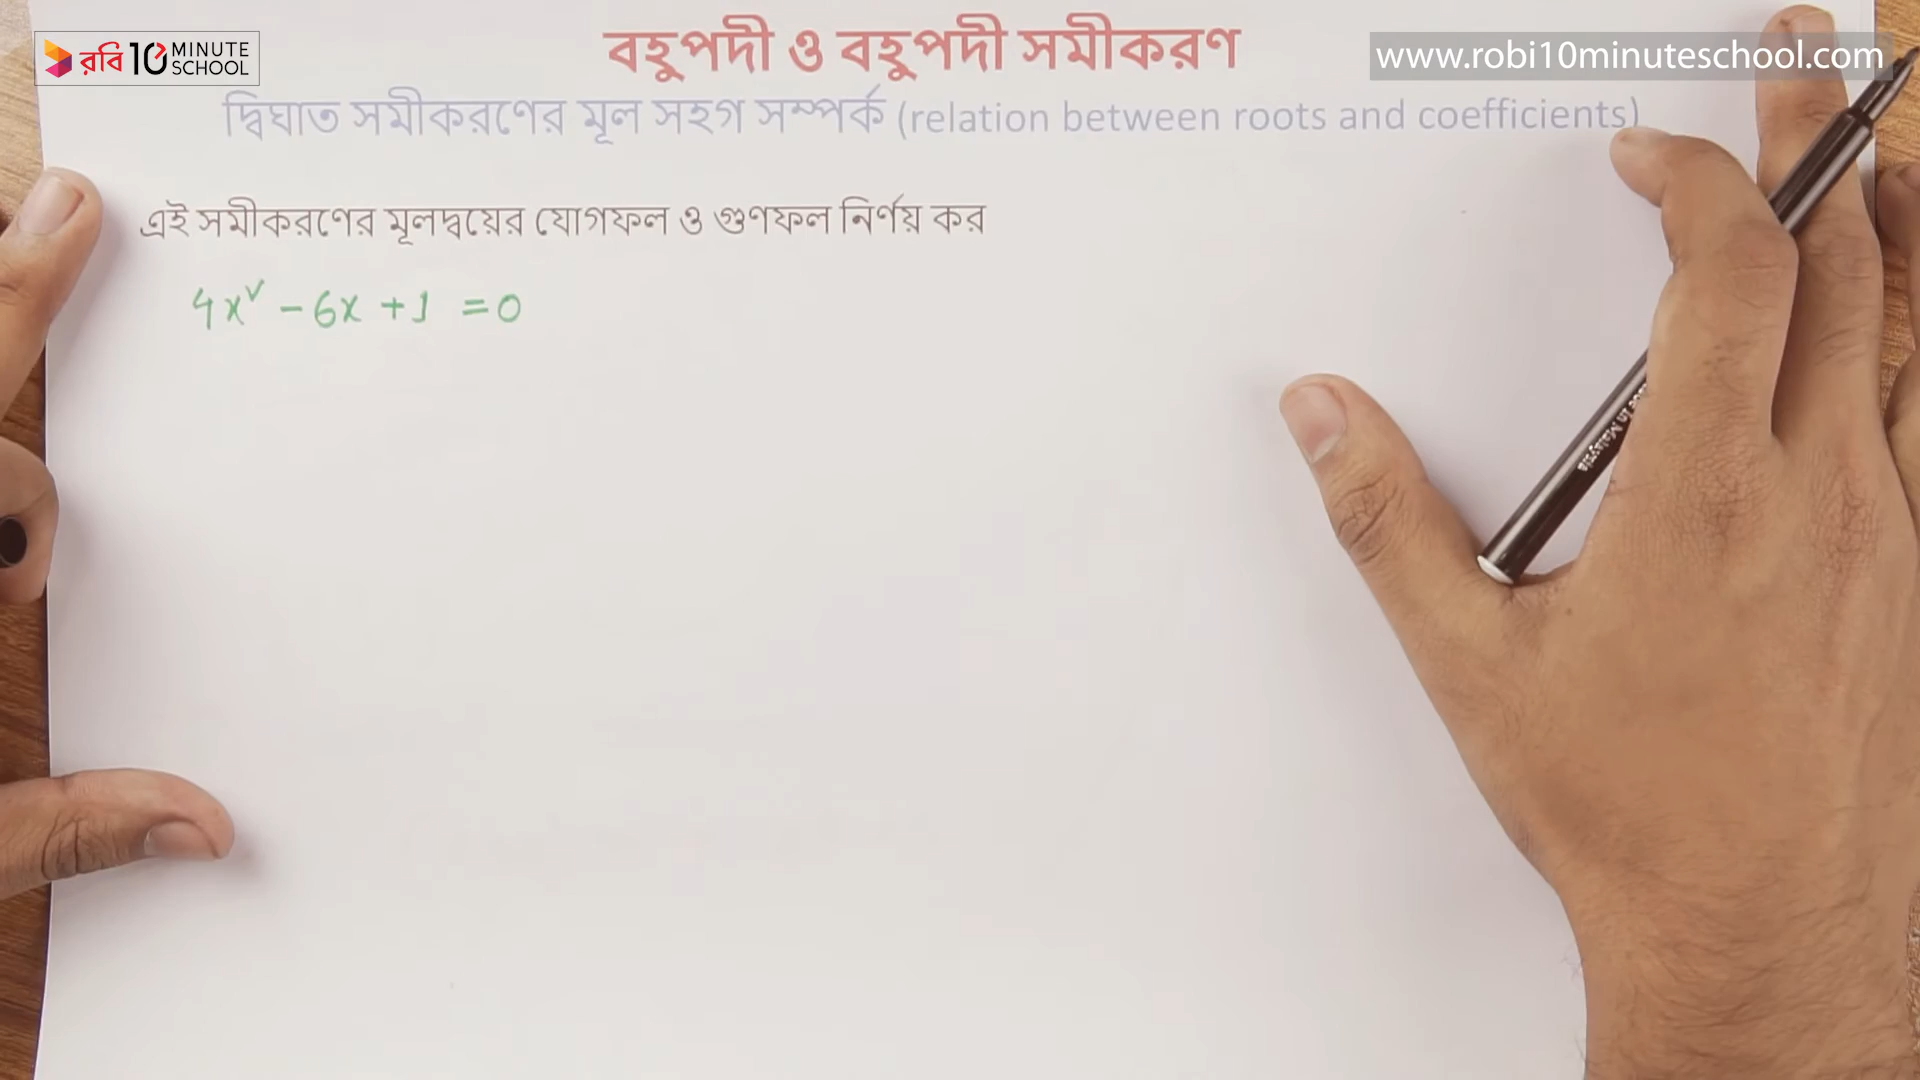 রবি 10 MINUTE SCHOOL
www.robi10minuteschool.com
বহুপদী ও বহুপদী সমীকরণ
দ্বিঘাত সমীকরণের মূল সহগ সম্পর্ক (relation between roots and coefficients)
এই সমীকরণের মূলদ্বয়ের যোগফল ও গুণফল নির্ণয় কর
4x² - 6x + 1 = 0